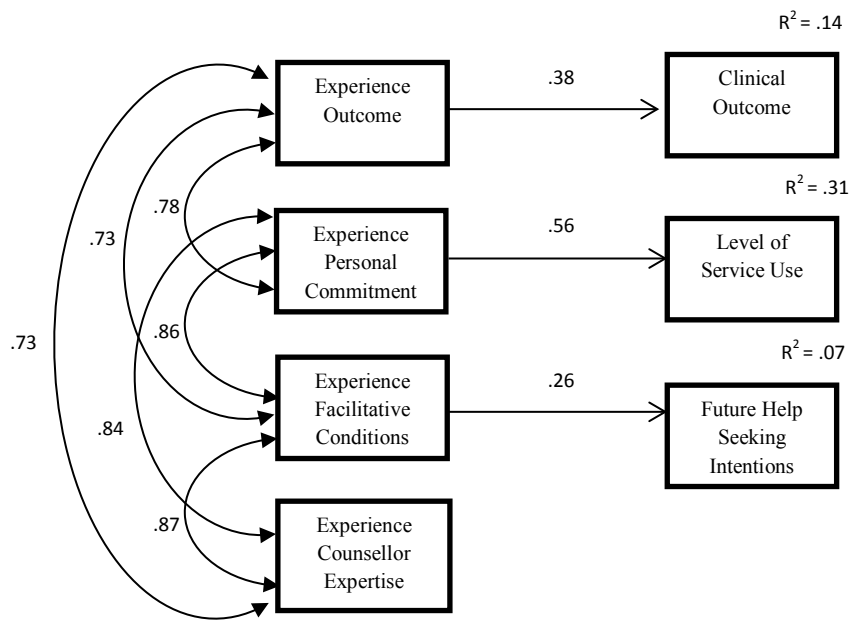 R² = .14
Experience
Outcome
.38
Clinical
Outcome
R² = .31
.78
.73
Experience
Personal
Commitment
.56
Level of
Service Use
.86
.73
R² = .07
Experience
Facilitative
Conditions
.26
Future Help
Seeking
Intentions
.84
.87
Experience
Counsellor
Expertise